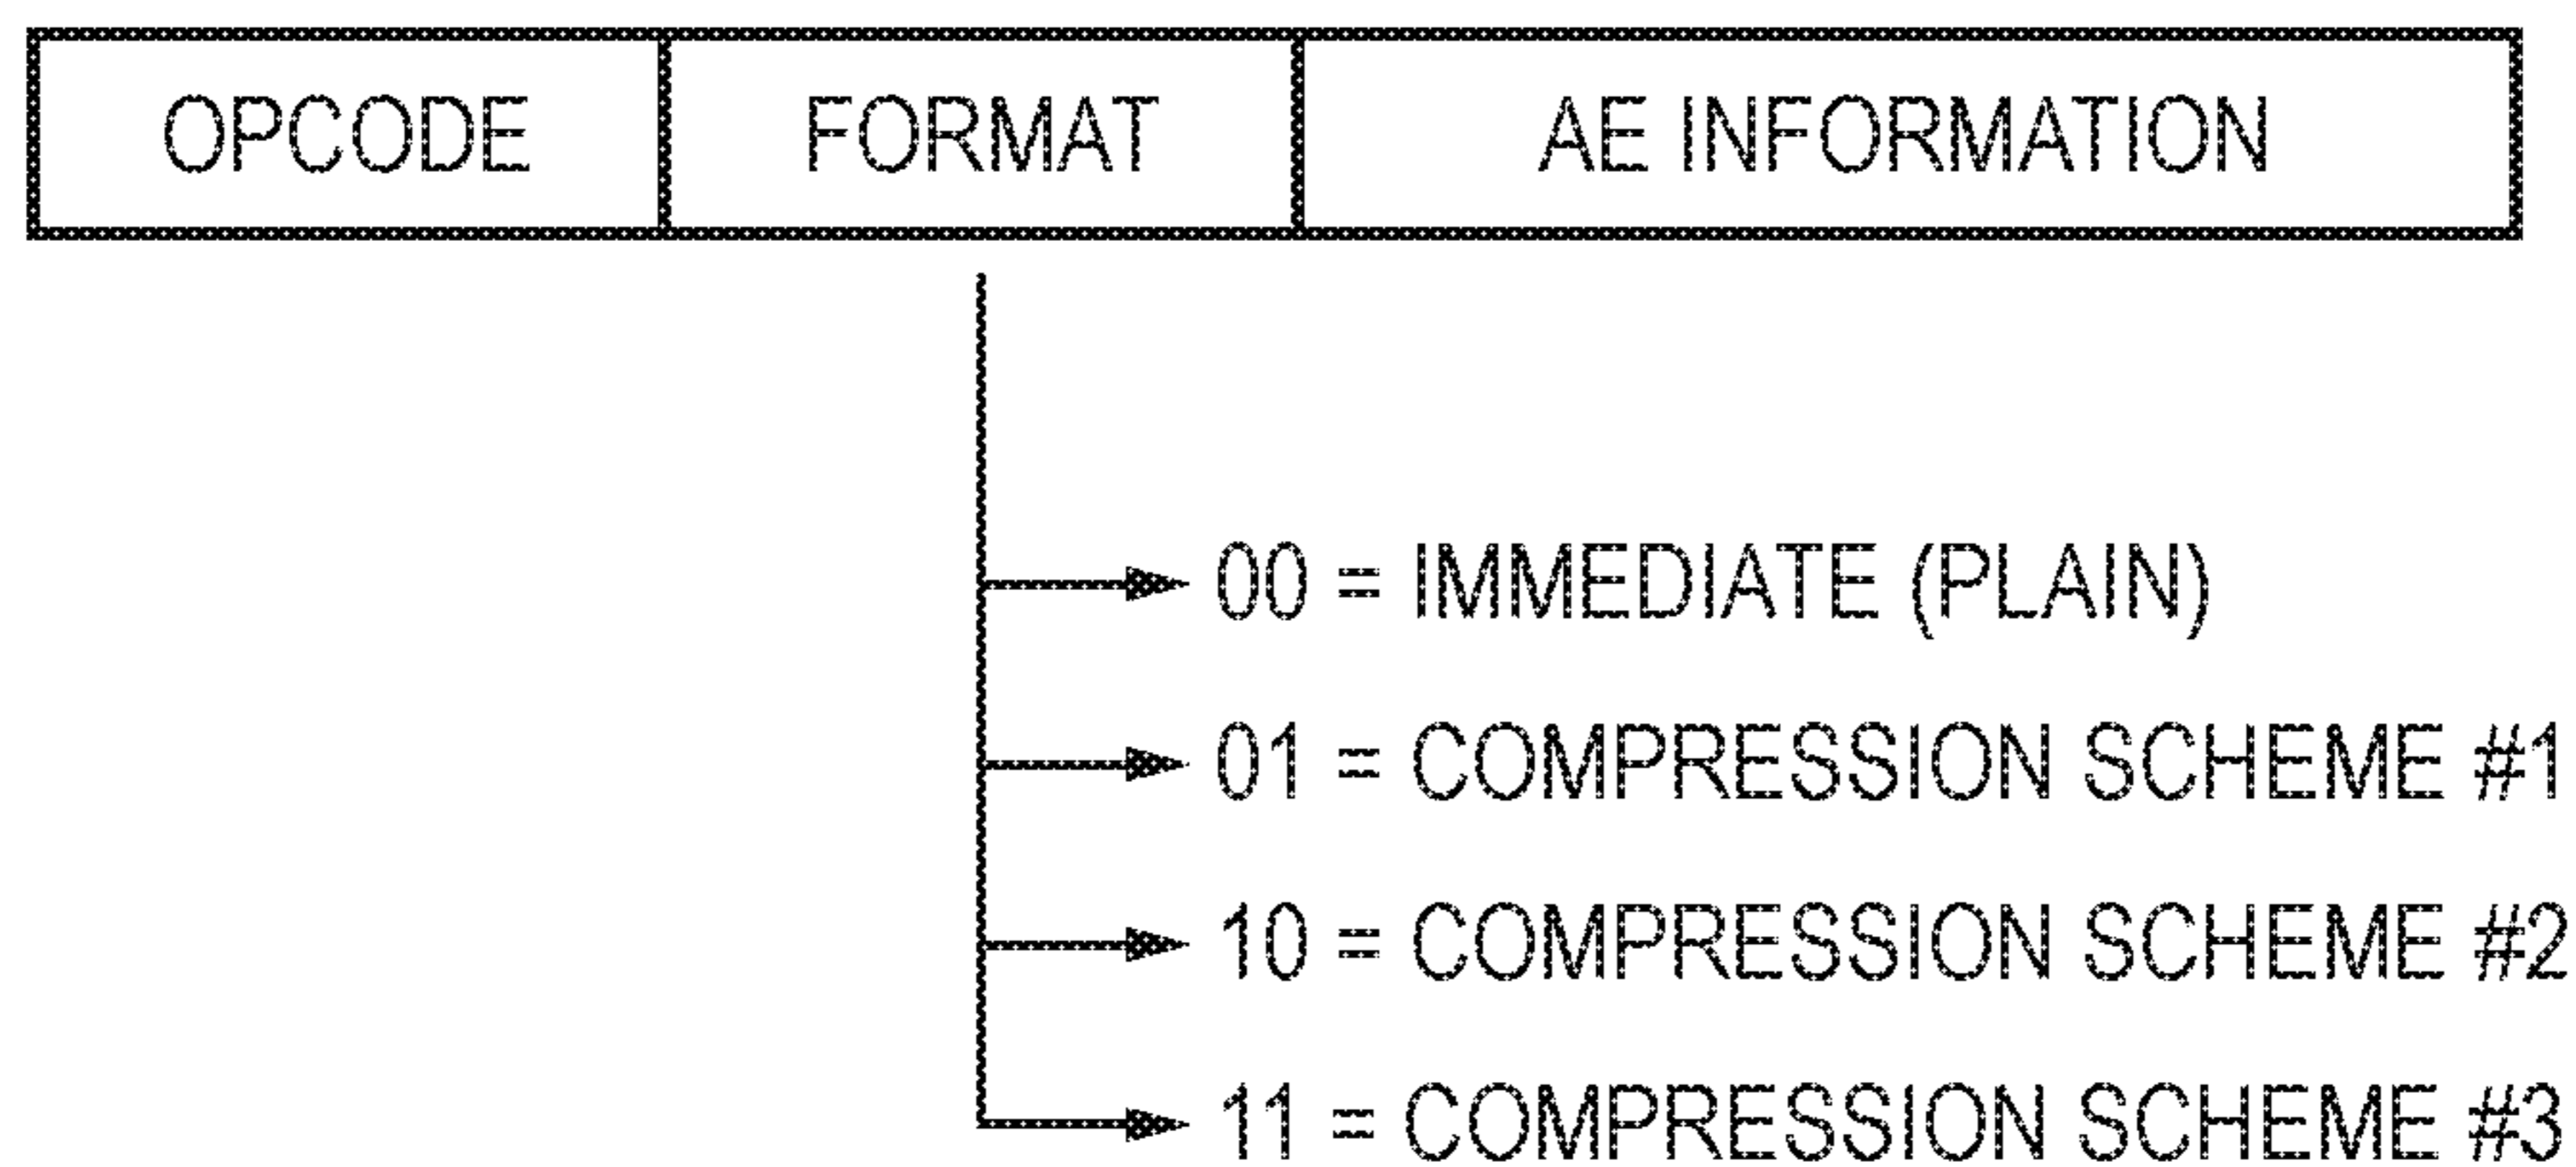 OPCODE FORMAT AE INFORMATION
00 = IMMEDIATE (PLAIN)
01 = COMPRESSION SCHEME #1
10 = COMPRESSION SCHEME #2
11 = COMPRESSION SCHEME #3